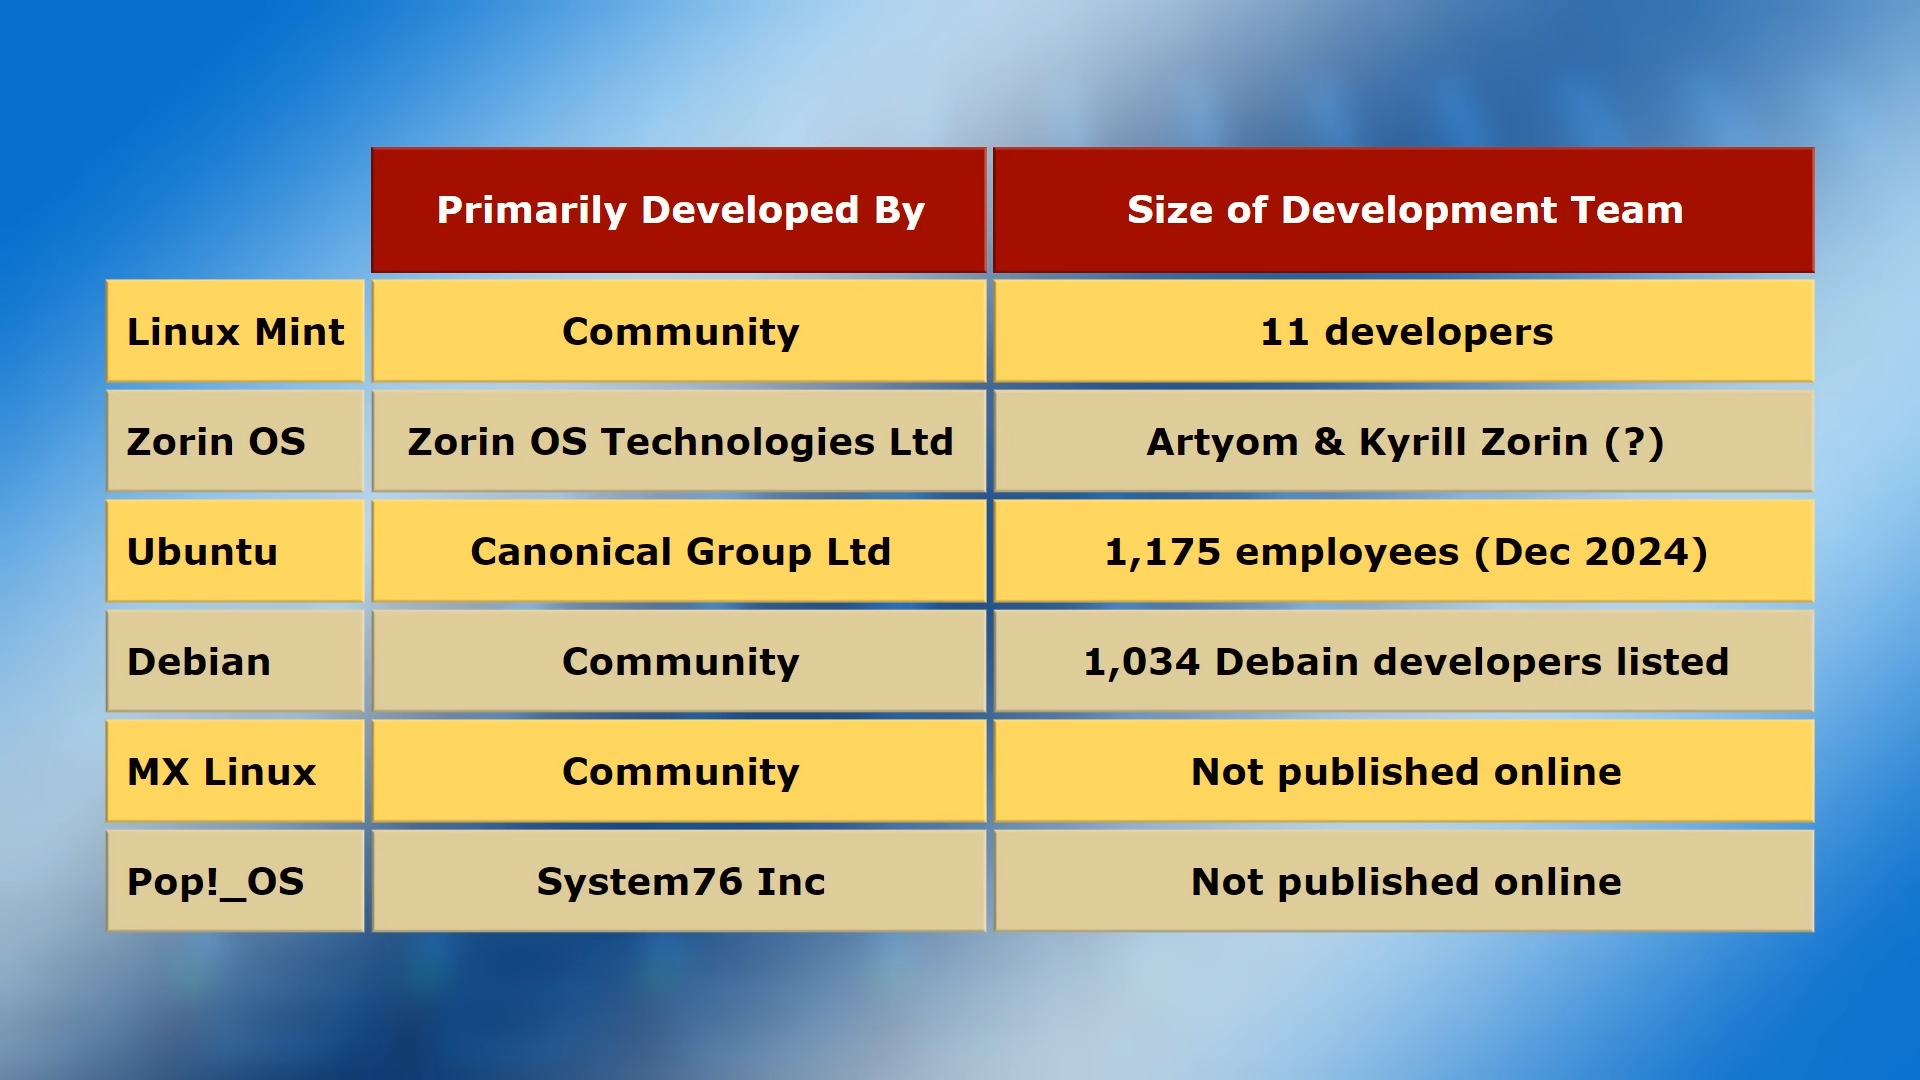 Primarily Developed By
Size of Development Team
Linux Mint
Community
11 developers
Zorin OS
Zorin OS Technologies Ltd
Artyom & Kyrill Zorin (?)
Ubuntu
Canonical Group Ltd
1,175 employees (Dec 2024)
Debian
Community
1,034 Debain developers listed
MX Linux
Community
Not published online
Pop!_OS
System76 Inc
Not published online